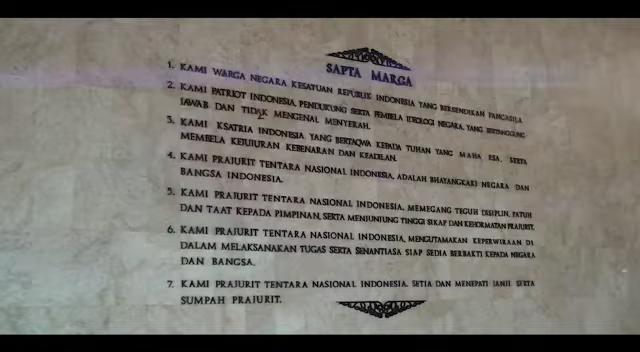 SAPTA MARGA
1. KAMI WARGA NEGARA KESATUAN REPUBLIK INDONESIA YANG BERSENDIKAN PANCASILA
2. KAMI PATRIOT INDONESIA, PENDUKUNG SERTA PEMBELA IDEOLOGI NEGARA, YANG BERTANGGUNG
JAWAB DAN TIDAK MENGENAL MENYERAH.
3. KAMI KSATRIA INDONESIA YANG BERTAQWA KEPADA TUHAN YANG MAHA ESA, SERTA
MEMBELA KEJUJURAN KEBENARAN DAN KEADILAN.
4. KAMI PRAJURIT TENTARA NASIONAL INDONESIA, ADALAH BHAYANGKARI NEGARA DAN
BANGSA INDONESIA.
5. KAMI PRAJURIT TENTARA NASIONAL INDONESIA, MEMEGANG TEGUH DISIPLIN, PATUH
DAN TAAT KEPADA PIMPINAN, SERTA MENJUNJUNG TINGGI SIKAP DAN KEHORMATAN PRAJURIT.
6. KAMI PRAJURIT TENTARA NASIONAL INDONESIA, MENGUTAMAKAN KEPERWIRAAN DI
DALAM MELAKSANAKAN TUGAS SERTA SENANTIASA SIAP SEDIA BERBAKTI KEPADA NEGARA
DAN BANGSA.
7. KAMI PRAJURIT TENTARA NASIONAL INDONESIA, SETIA DAN MENEPATI JANJI SERTA
SUMPAH PRAJURIT.